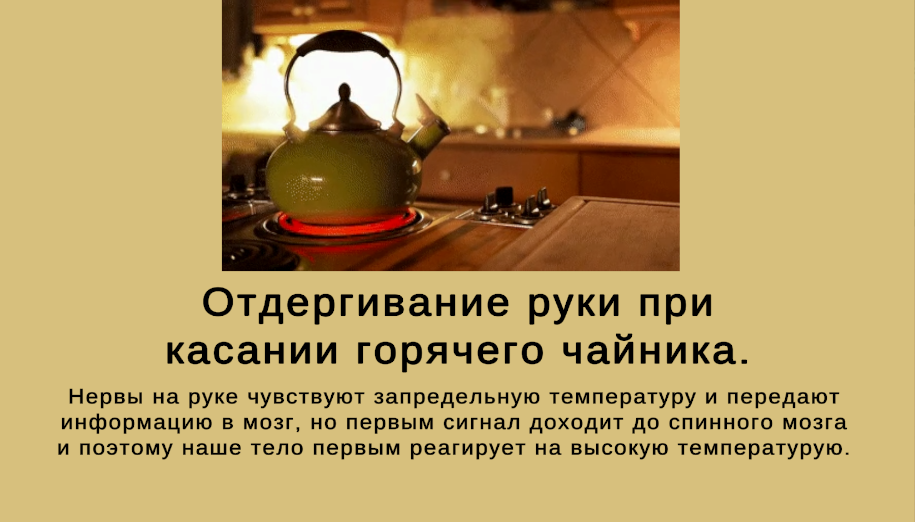 Отдергивание руки при
касании горячего чайника.
Нервы на руке чувствуют запредельную температуру и передают
информацию в мозг, но первым сигнал доходит до спинного мозга
и поэтому наше тело первым реагирует на высокую температурую.